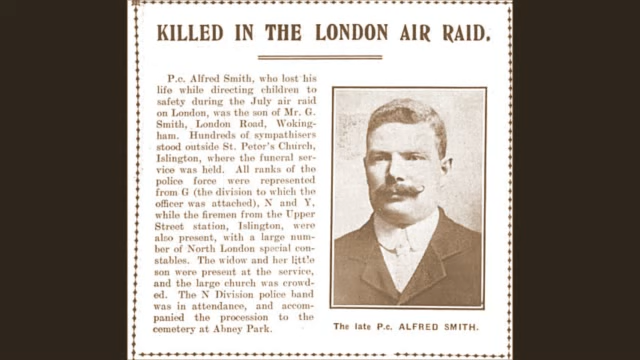 KILLED IN THE LONDON AIR RAID.
P.c. Alfred Smith, who lost his
life while directing children to
safety during the July air raid
on London, was the son of Mr. G.
Smith, London Road, Woking-
ham. Hundreds of sympathisers
stood outside St. Peter's Church,
Islington, where the funeral ser-
vice was held. All ranks of the
police force were represented
from G (the division to which the
officer was attached), N and Y,
while the firemen from the Upper
Street station, Islington, were
also present, with a large num-
ber of North London special con-
stables. The widow and her little
son were present at the service,
and the large church was crowd-
ed. The N Division police band
was in attendance, and accom-
panied the procession to the
cemetery at Abney Park.
The late P.c. ALFRED SMITH.